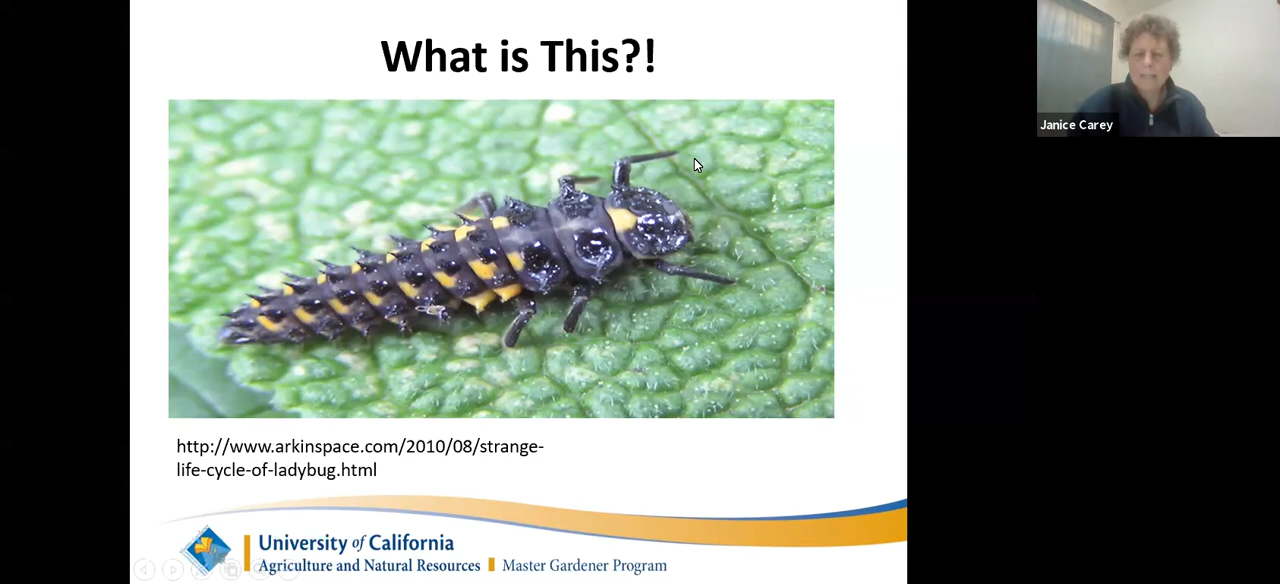 What is This?!
Janice Carey
http://www.arkinspace.com/2010/08/strange-
life-cycle-of-ladybug.html
University of California
Agriculture and Natural Resources
Master Gardener Program